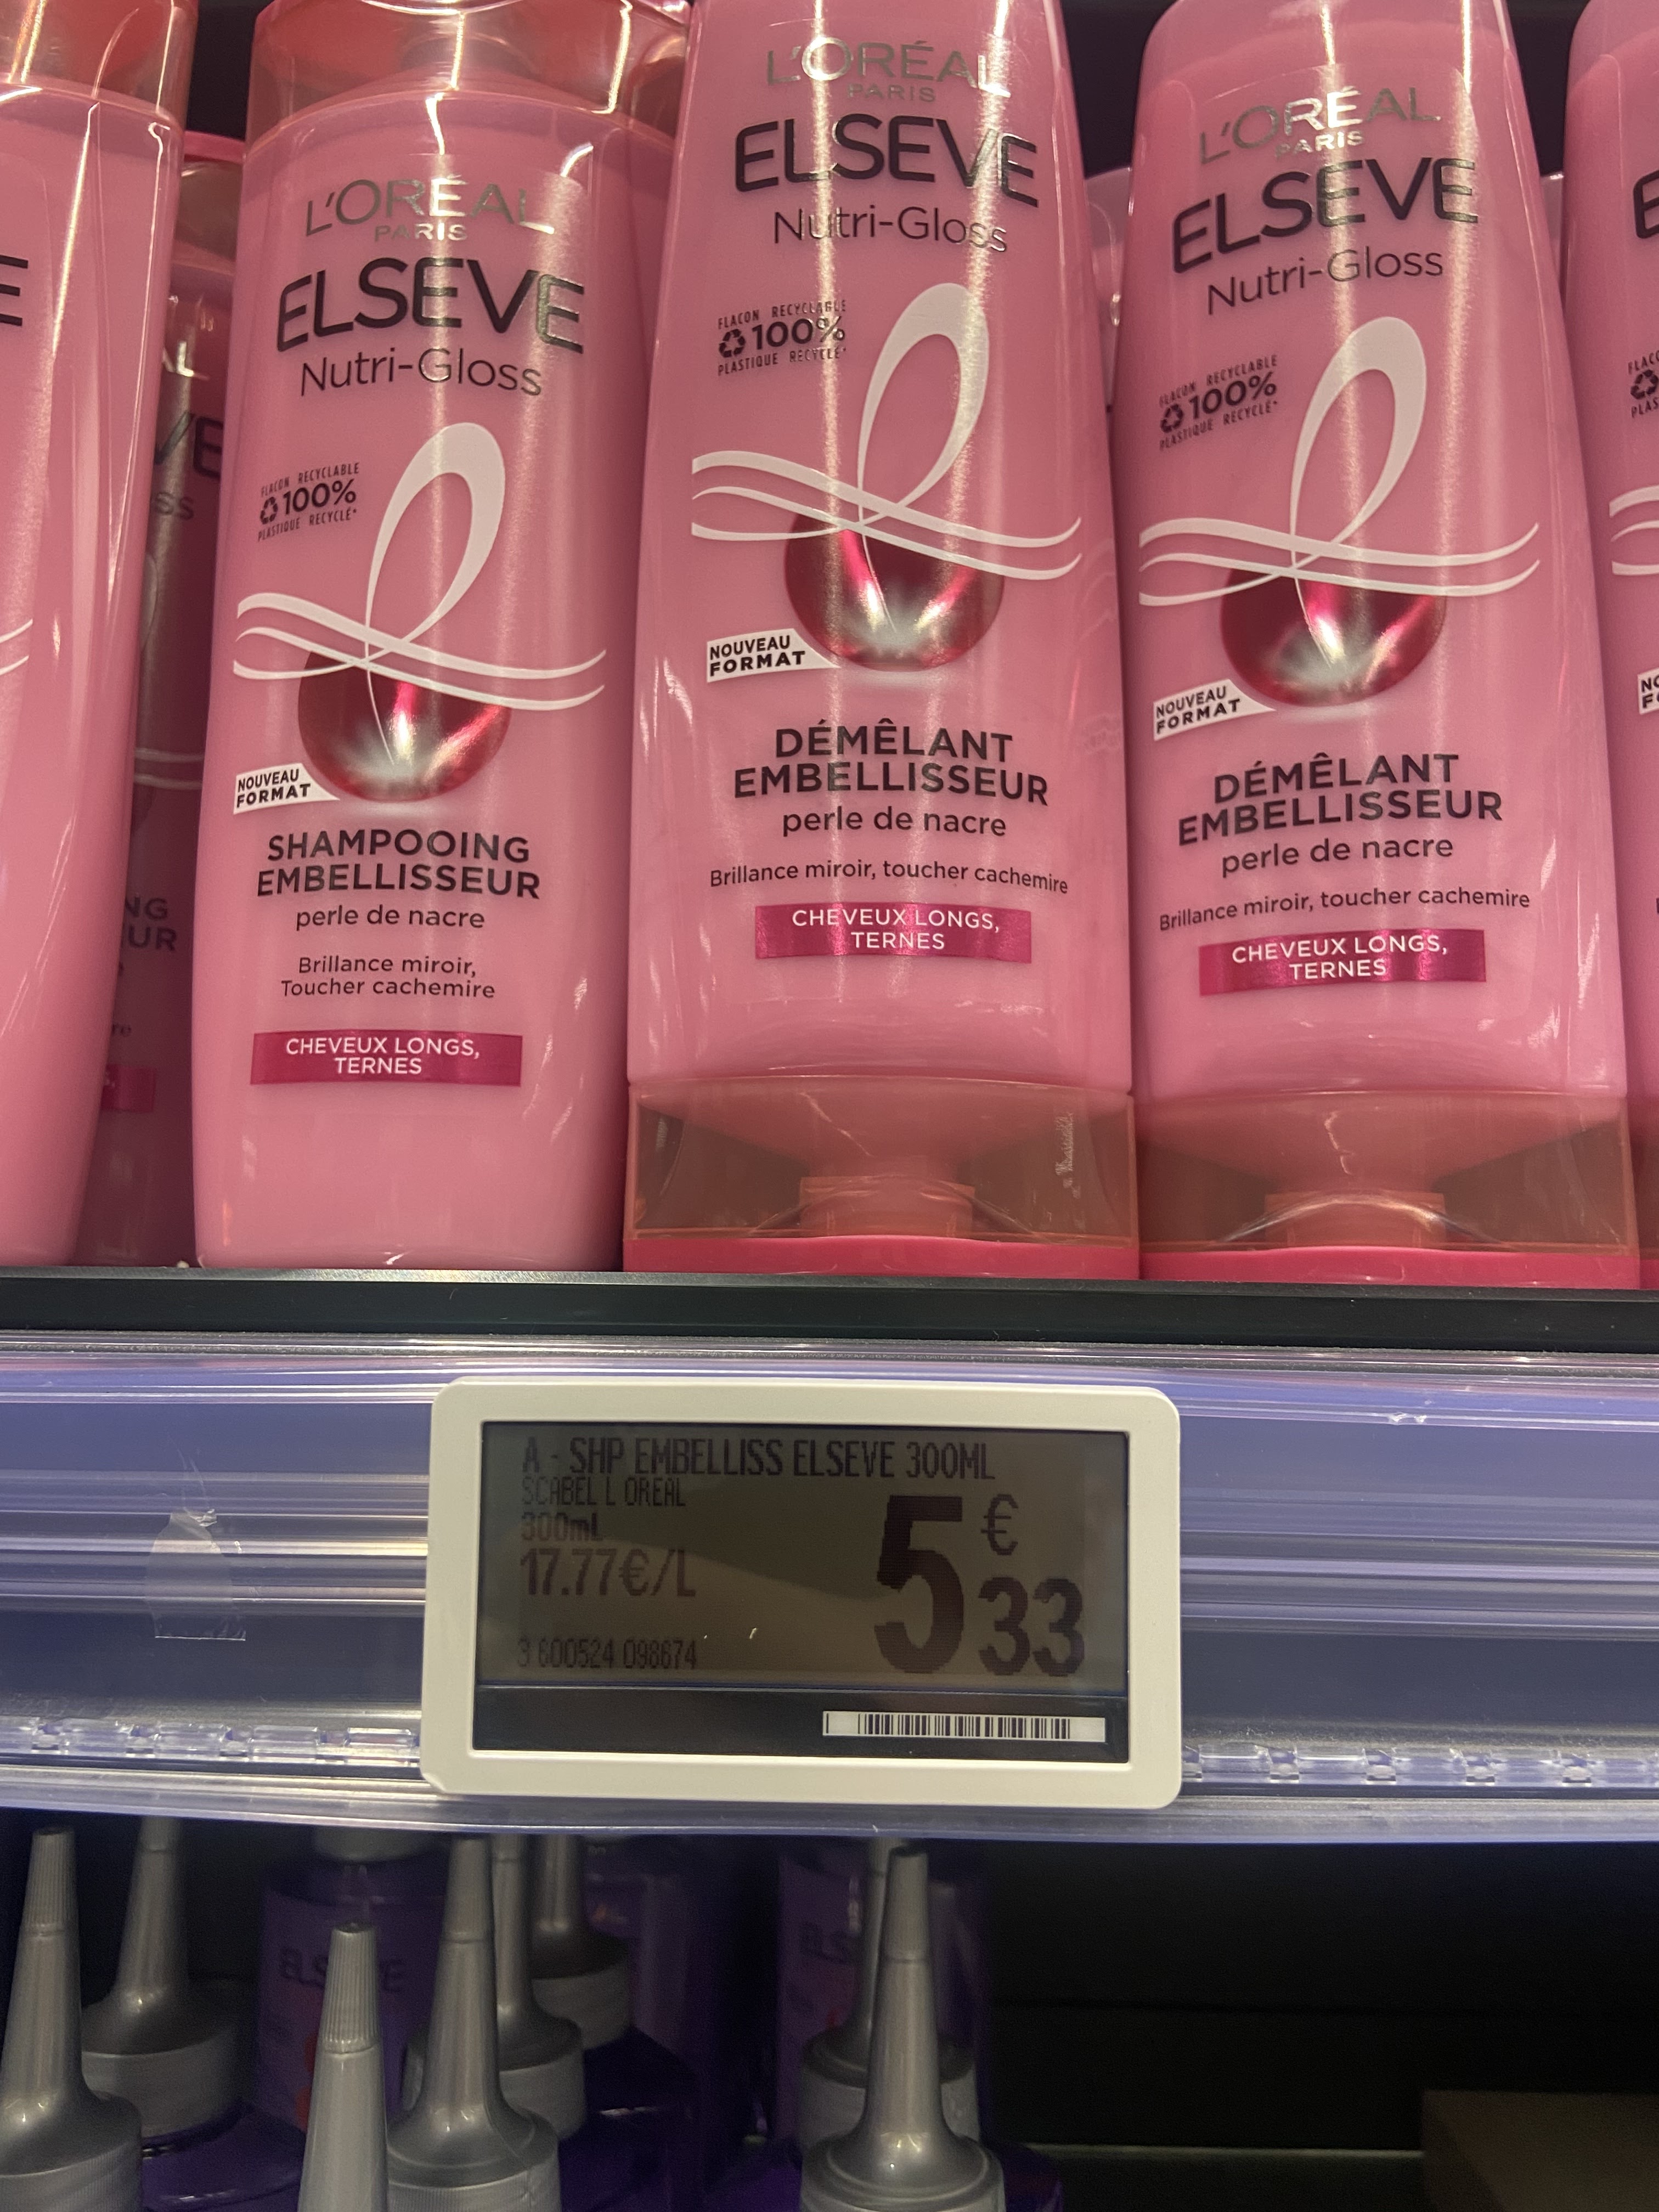 L'ORÉAL
PARIS
ELSEVE
Nutri-Gloss
FLACON RECYCLABLE
100%
PLASTIQUE RECYCLÉ*
NOUVEAU
FORMAT
SHAMPOOING
EMBELLISSEUR
perle de nacre
Brillance miroir,
Toucher cachemire
CHEVEUX LONGS,
TERNES
L'ORÉAL
PARIS
ELSEVE
Nutri-Gloss
FLACON RECYCLABLE
100%
PLASTIQUE RECYCLÉ*
NOUVEAU
FORMAT
DÉMÊLANT
EMBELLISSEUR
perle de nacre
Brillance miroir, toucher cachemire
CHEVEUX LONGS,
TERNES
L'ORÉAL
PARIS
ELSEVE
Nutri-Gloss
FLACON RECYCLABLE
100%
PLASTIQUE RECYCLÉ*
NOUVEAU
FORMAT
DÉMÊLANT
EMBELLISSEUR
perle de nacre
Brillance miroir, toucher cachemire
CHEVEUX LONGS,
TERNES
A - SHP EMBELLISS ELSEVE 300ML
SCABEL L OREAL
300mL
17.77€/L
5€33
3 600524 098674